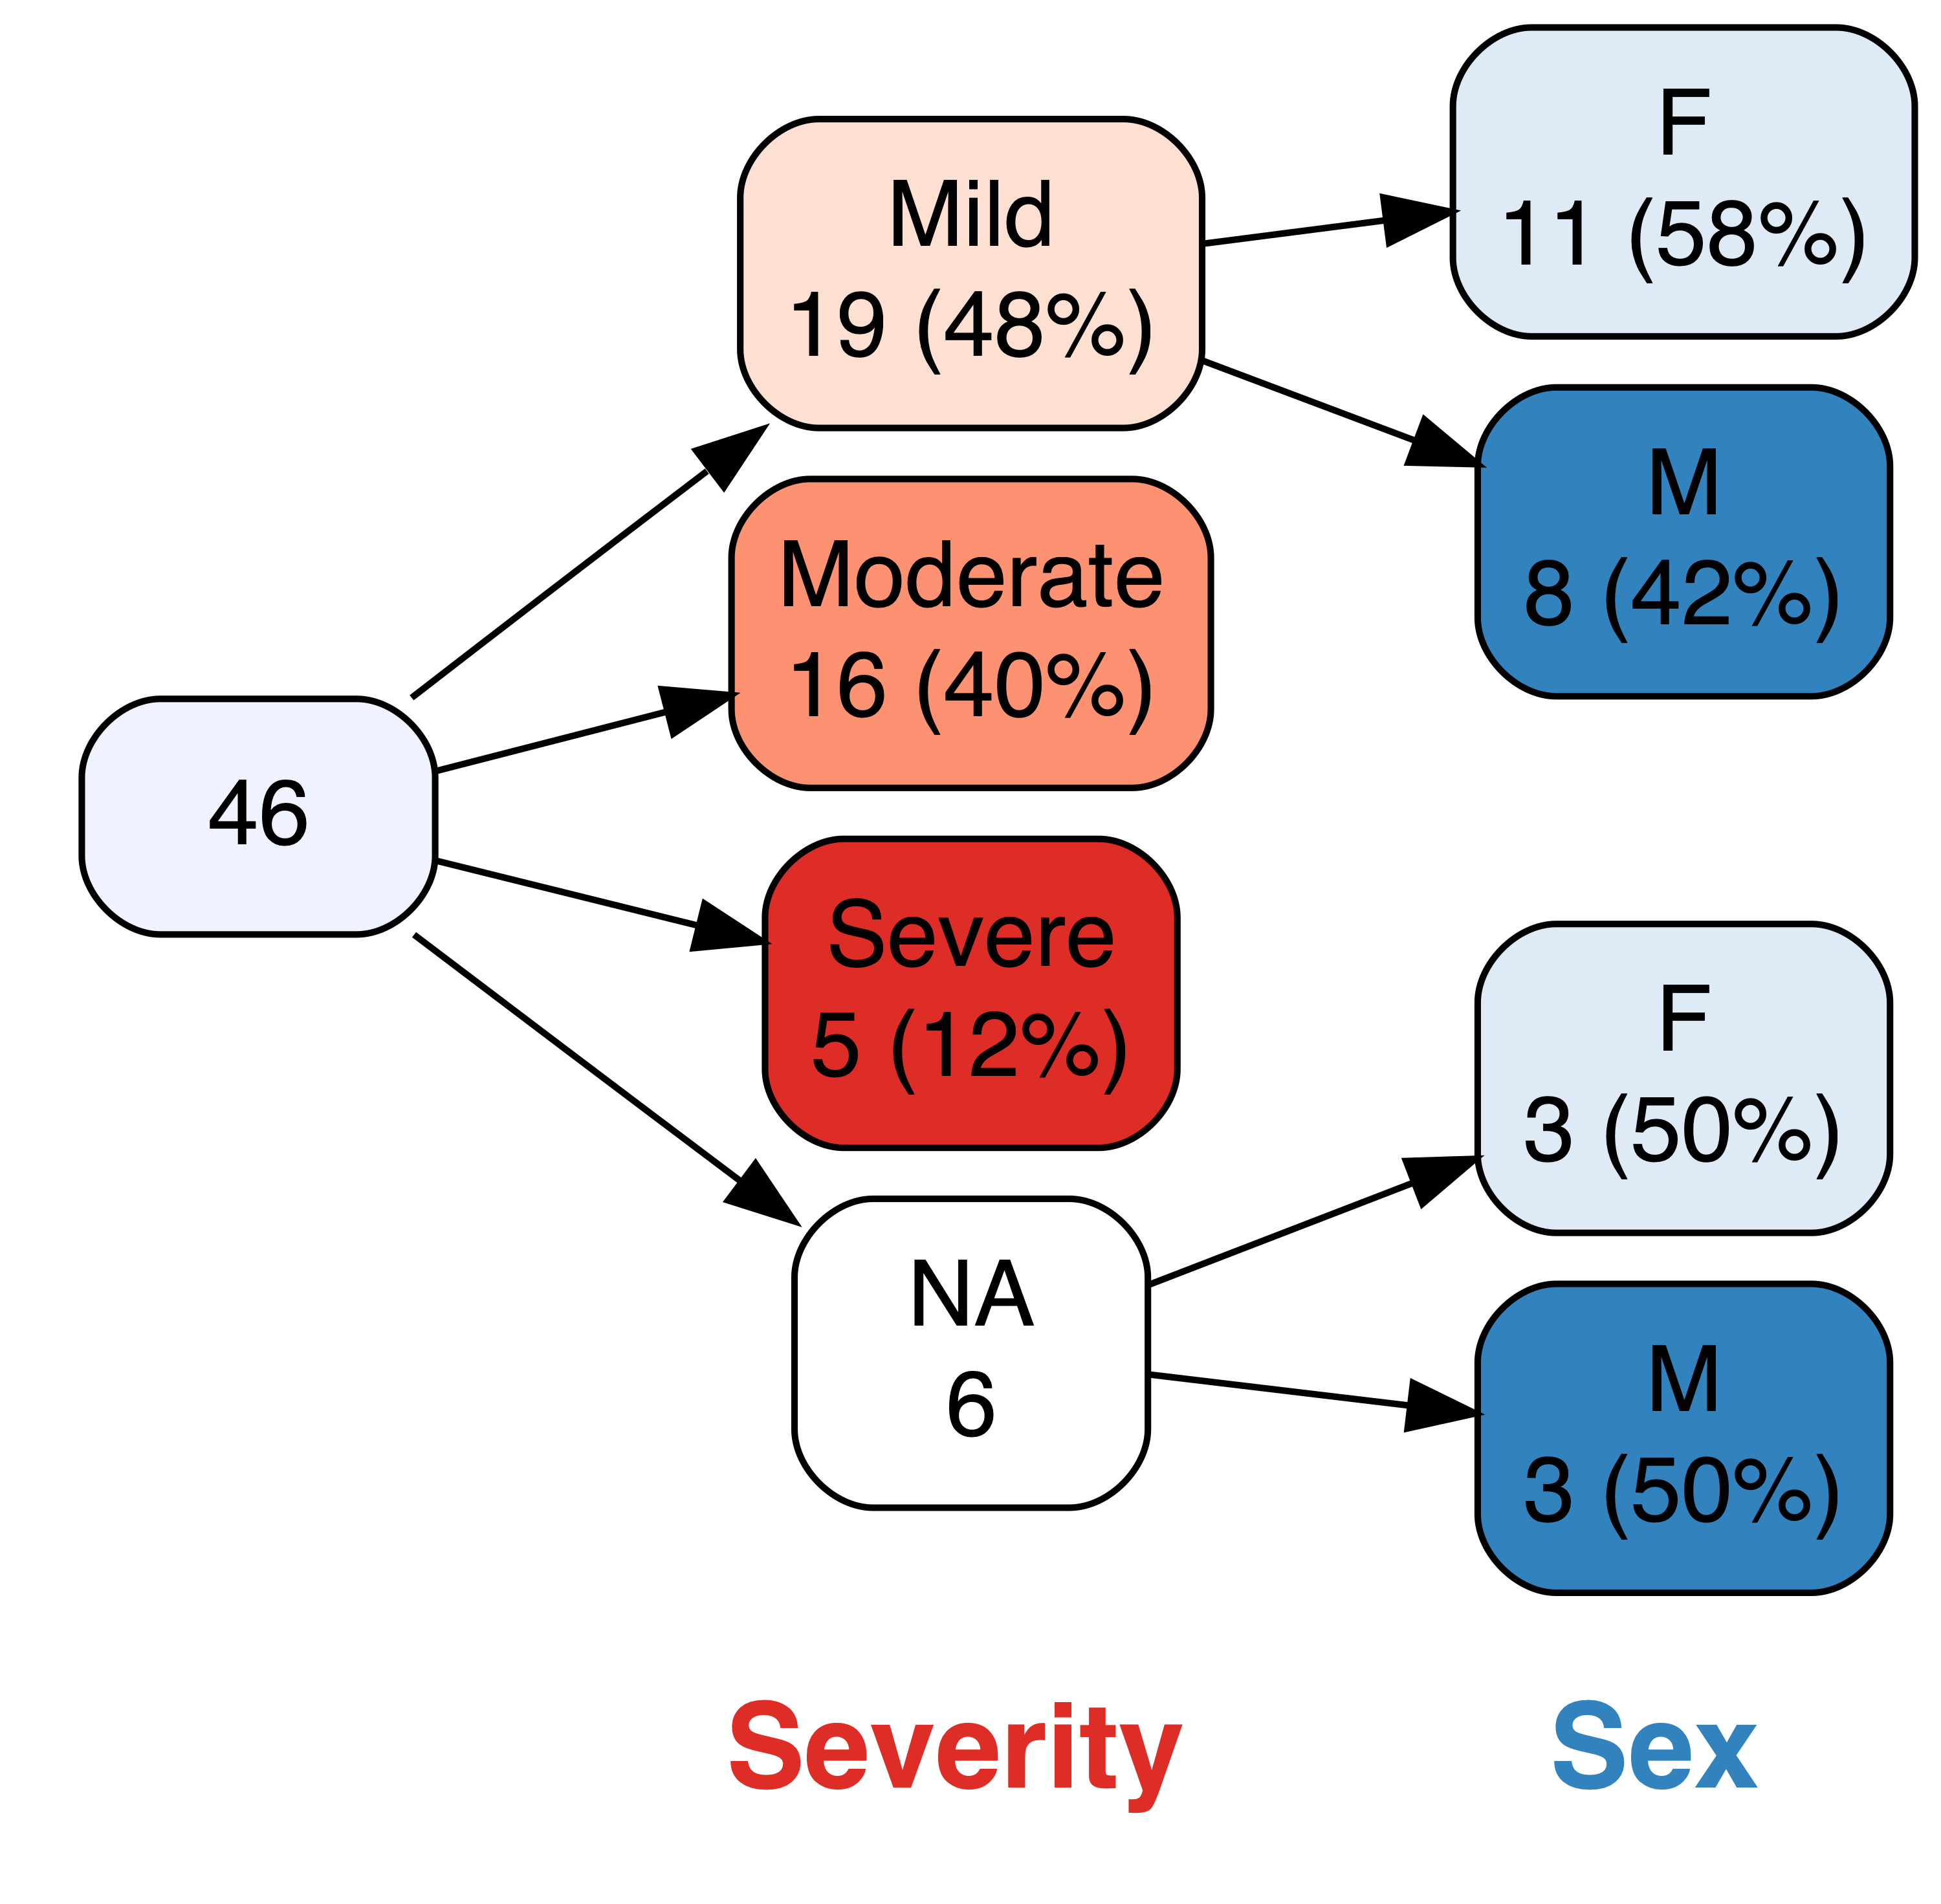 46
Mild
19 (48%)
Moderate
16 (40%)
Severe
5 (12%)
NA
6
F
11 (58%)
M
8 (42%)
F
3 (50%)
M
3 (50%)
Severity
Sex